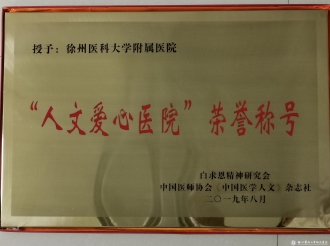 授予：徐州医科大学附属医院
“人文爱心医院”荣誉称号
白求恩精神研究会
中国医师协会《中国医学人文》杂志社
二〇一九年八月